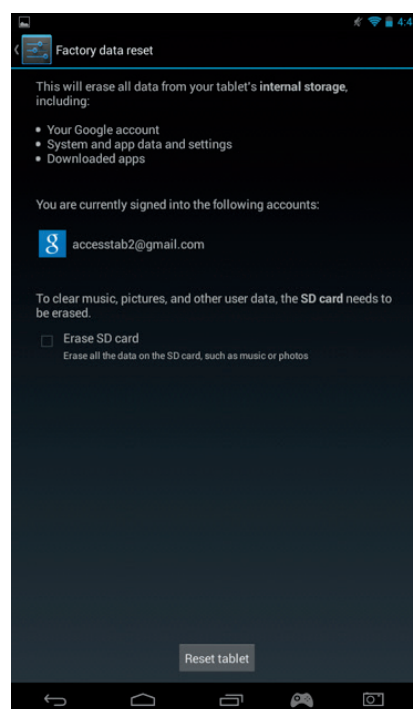 4:4
Factory data reset
This will erase all data from your tablet's internal storage,
including:
• Your Google account
• System and app data and settings
• Downloaded apps
You are currently signed into the following accounts:
g accesstab2@gmail.com
To clear music, pictures, and other user data, the SD card needs to
be erased.
Erase SD card
Erase all the data on the SD card, such as music or photos
Reset tablet